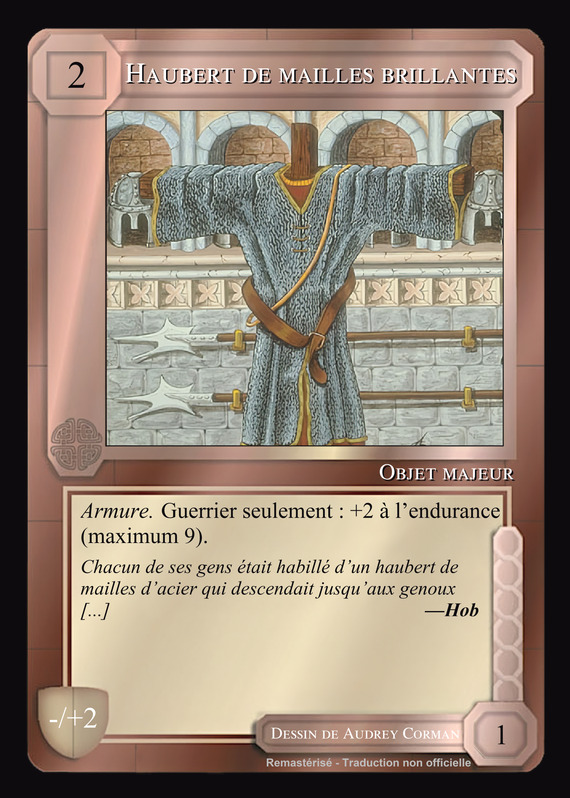 2
Haubert de mailles brillantes
Objet majeur
Armure. Guerrier seulement : +2 à l'endurance
(maximum 9).
Chacun de ses gens était habillé d'un haubert de
mailles d'acier qui descendait jusqu'aux genoux
[...] —Hob
-/+2
Dessin de Audrey Corman
1
Remastérisé - Traduction non officielle